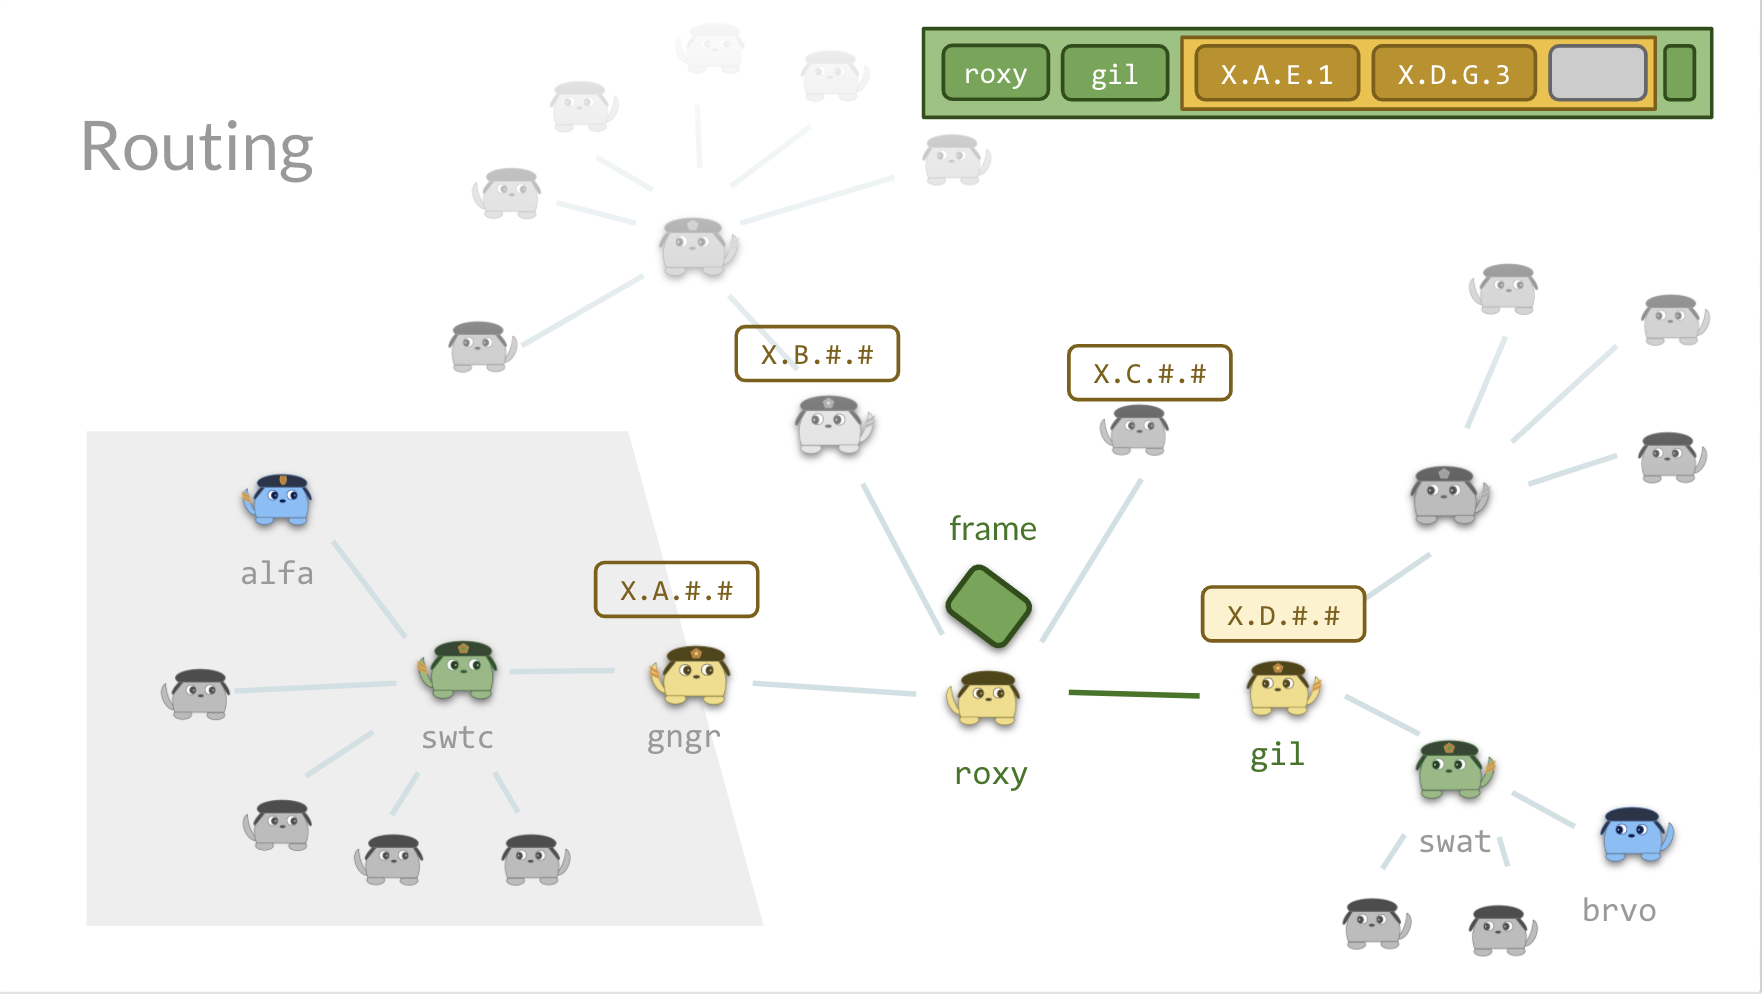 roxy gil X.A.E.1 X.D.G.3
Routing
X.B.#.#
X.C.#.#
frame
alfa
X.A.#.#
X.D.#.#
swtc
gngr
roxy
gil
swat
brvo